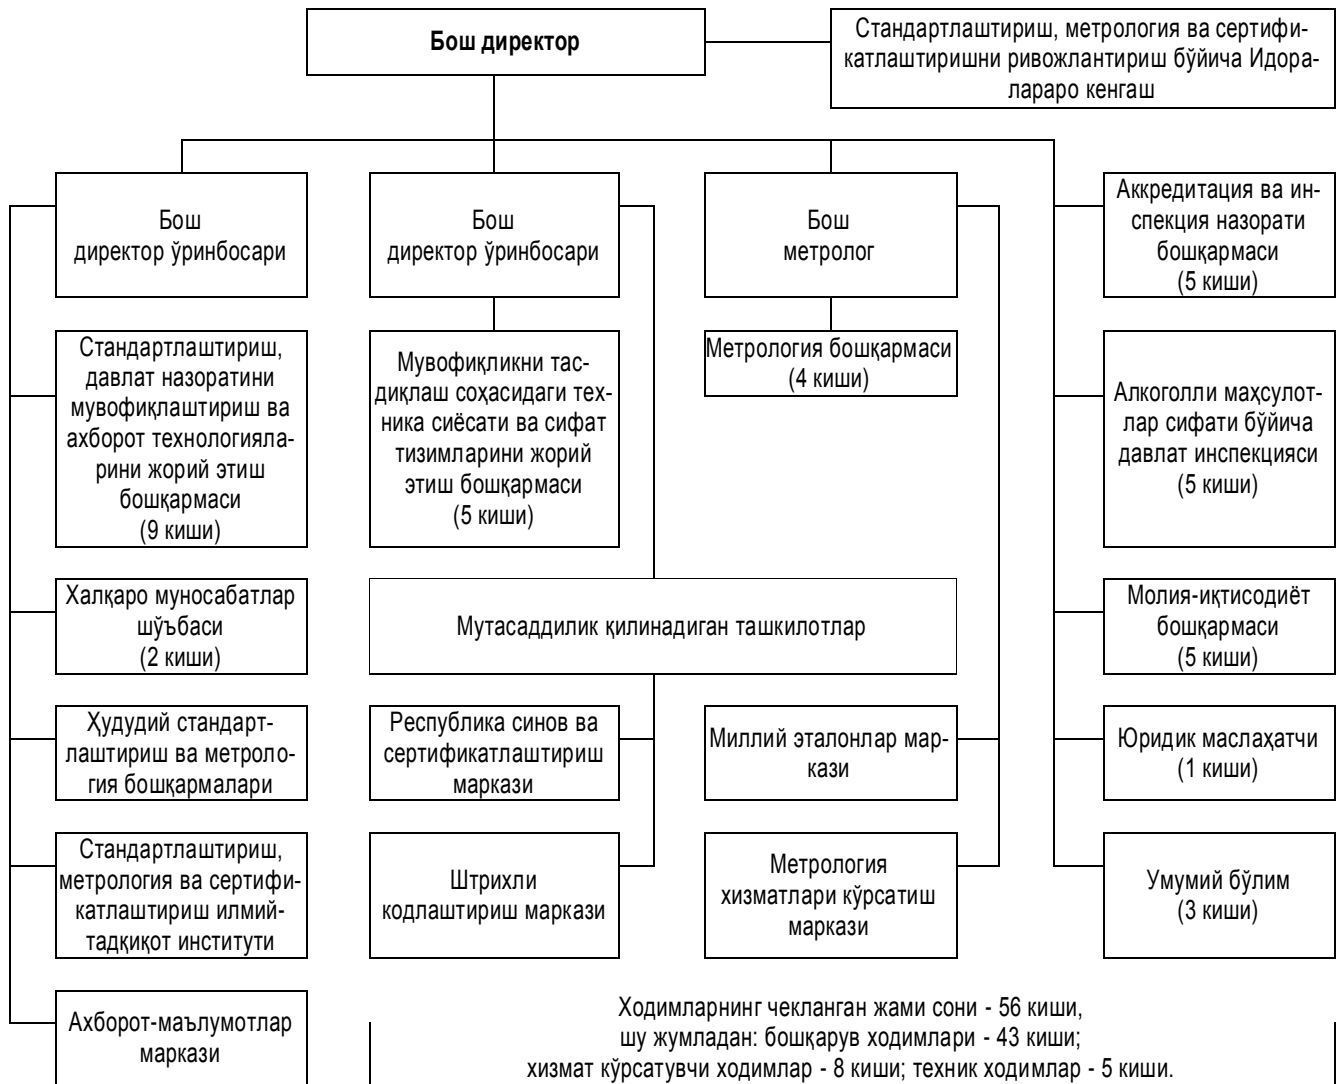 Бош директор
Стандартлаштириш, метрология ва сертифи-
катлаштиришни ривожлантириш бўйича Идора-
лараро кенгаш
Бош
директор ўринбосари
Бош
директор ўринбосари
Бош
метролог
Аккредитация ва ин-
спекция назорати
бошқармаси
(5 киши)
Стандартлаштириш,
давлат назоратини
мувофиқлаштириш ва
ахборот технологияла-
рини жорий этиш
бошқармаси
(9 киши)
Мувофиқликни тас-
диқлаш соҳасидаги тех-
ника сиёсати ва сифат
тизимларини жорий
этиш бошқармаси
(5 киши)
Метрология бошқармаси
(4 киши)
Алкоголли маҳсулот-
лар сифати бўйича
давлат инспекцияси
(5 киши)
Халқаро муносабатлар
шўъбаси
(2 киши)
Мутасаддилик қилинадиган ташкилотлар
Молия-иқтисодиёт
бошқармаси
(5 киши)
Ҳудудий стандарт-
лаштириш ва метроло-
гия бошқармалари
Республика синов ва
сертификатлаштириш
маркази
Миллий эталонлар мар-
кази
Юридик маслаҳатчи
(1 киши)
Стандартлаштириш,
метрология ва сертифи-
катлаштириш илмий-
тадқиқот институти
Штрихли
кодлаштириш маркази
Метрология
хизматлари кўрсатиш
маркази
Умумий бўлим
(3 киши)
Ахборот-маълумотлар
маркази
Ходимларнинг чекланган жами сони - 56 киши,
шу жумладан: бошқарув ходимлари - 43 киши;
хизмат кўрсатувчи ходимлар - 8 киши; техник ходимлар - 5 киши.